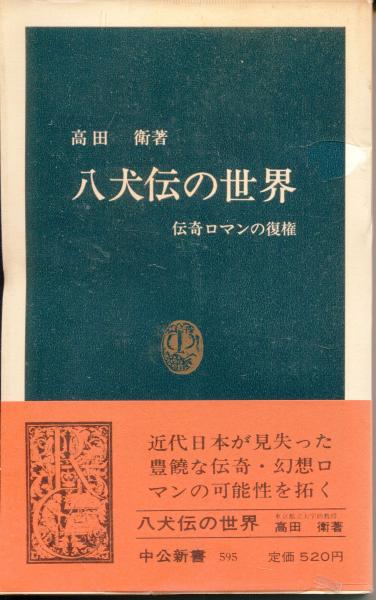 高田 衛著
八犬伝の世界
伝奇ロマンの復権
近代日本が見失った
豊饒な伝奇・幻想ロ
マンの可能性を拓く
八犬伝の世界
高田 衛著
中公新書 595 定価 520円